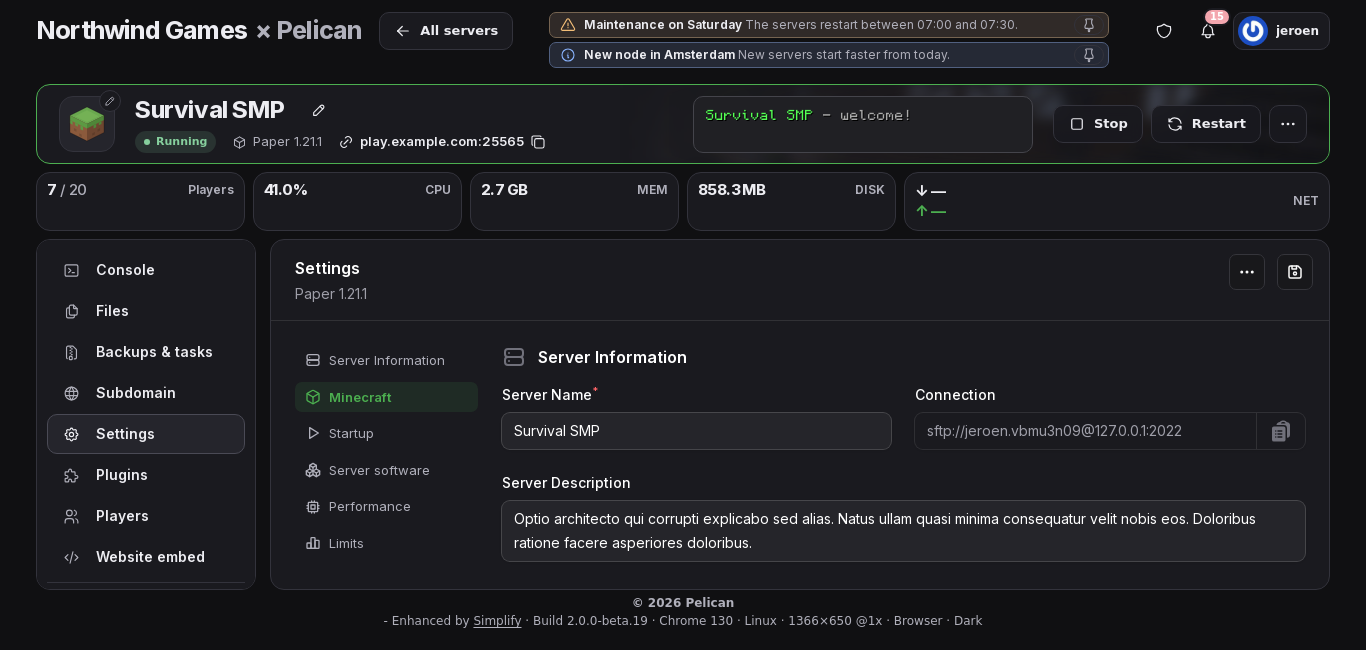 Northwind Games × Pelican
All servers
Maintenance on Saturday The servers restart between 07:00 and 07:30.
New node in Amsterdam New servers start faster from today.
15
jeroen
Survival SMP
Running
Paper 1.21.1
play.example.com:25565
Survival SMP – welcome!
Stop
Restart
7 / 20
Players
41.0%
CPU
2.7 GB
MEM
858.3 MB
DISK
↓ —
↑ —
NET
Console
Files
Backups & tasks
Subdomain
Settings
Plugins
Players
Website embed
Settings
Paper 1.21.1
Server Information
Minecraft
Startup
Server software
Performance
Limits
Server Information
Server Name*
Survival SMP
Connection
sftp://jeroen.vbmu3n09@127.0.0.1:2022
Server Description
Optio architecto qui corrupti explicabo sed alias. Natus ullam quasi minima consequatur velit nobis eos. Doloribus
ratione facere asperiores doloribus.
© 2026 Pelican
- Enhanced by Simplify · Build 2.0.0-beta.19 · Chrome 130 · Linux · 1366×650 @1x · Browser · Dark